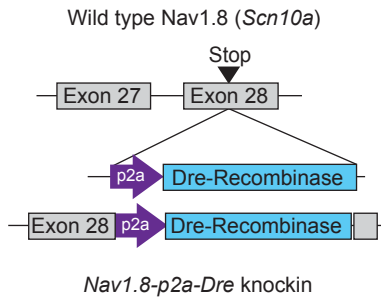 Wild type Nav1.8 (Scn10a)
Stop
Exon 27 Exon 28
p2a Dre-Recombinase
Exon 28 p2a Dre-Recombinase
Nav1.8-p2a-Dre knockin